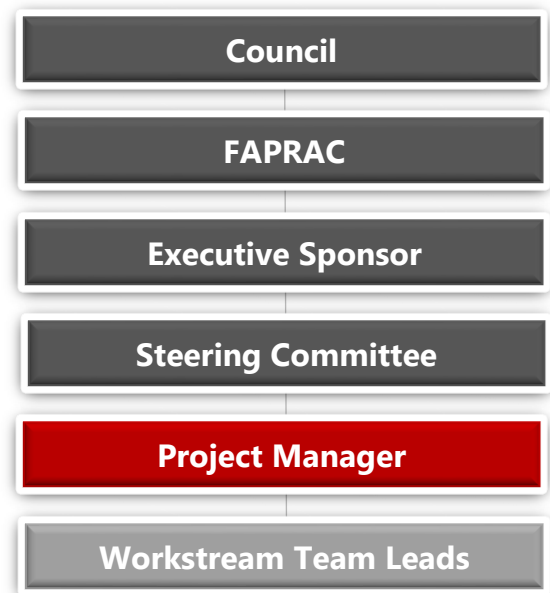 Council
FAPRAC
Executive Sponsor
Steering Committee
Project Manager
Workstream Team Leads